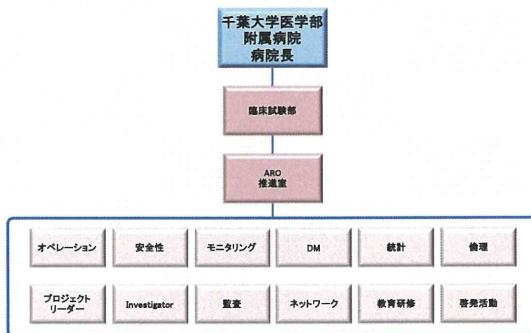 千葉大学医学部
附属病院
病院長
臨床試験部
ARO
推進室
オペレーション
安全性
モニタリング
DM
統計
倫理
プロジェクト
リーダー
Investigator
監査
ネットワーク
教育研修
啓発活動